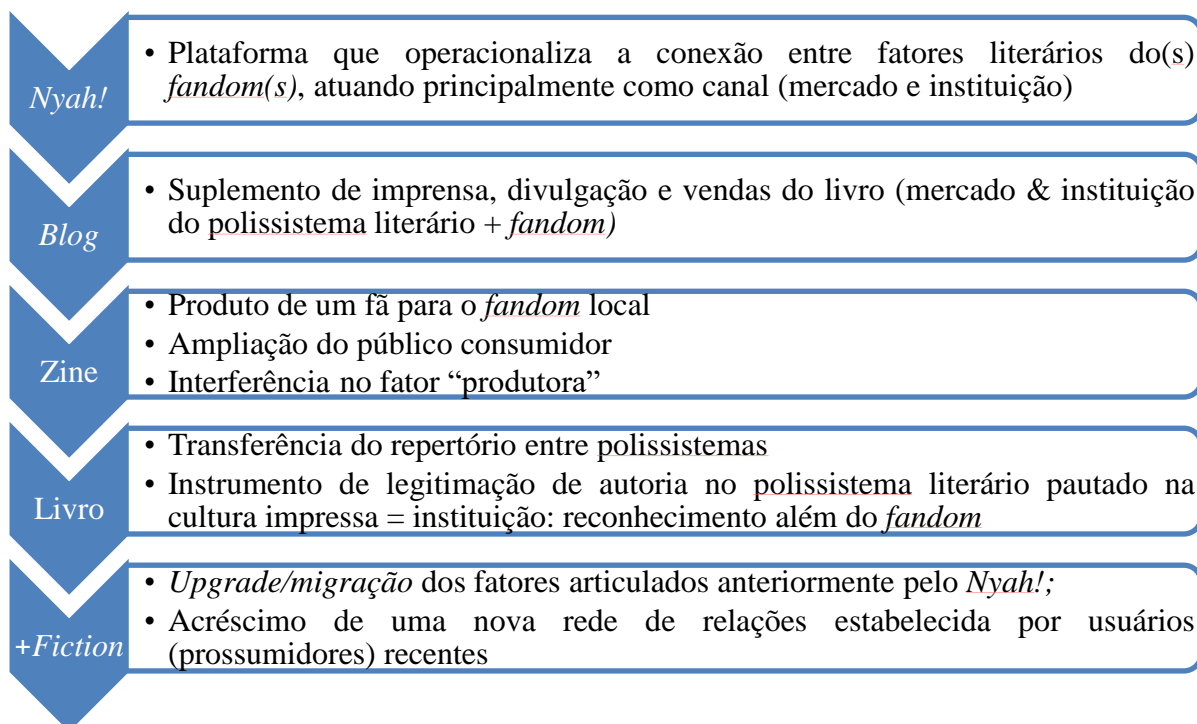 Nyah!
• Plataforma que operacionaliza a conexão entre fatores literários do(s)
fandom(s), atuando principalmente como canal (mercado e instituição)
Blog
• Suplemento de imprensa, divulgação e vendas do livro (mercado & instituição
do polissistema literário + fandom)
Zine
• Produto de um fã para o fandom local
• Ampliação do público consumidor
• Interferência no fator “produtora”
Livro
• Transferência do repertório entre polissistemas
• Instrumento de legitimação de autoria no polissistema literário pautado na
cultura impressa = instituição: reconhecimento além do fandom
+Fiction
• Upgrade/migração dos fatores articulados anteriormente pelo Nyah!;
• Acréscimo de uma nova rede de relações estabelecida por usuários
(prossumidores) recentes